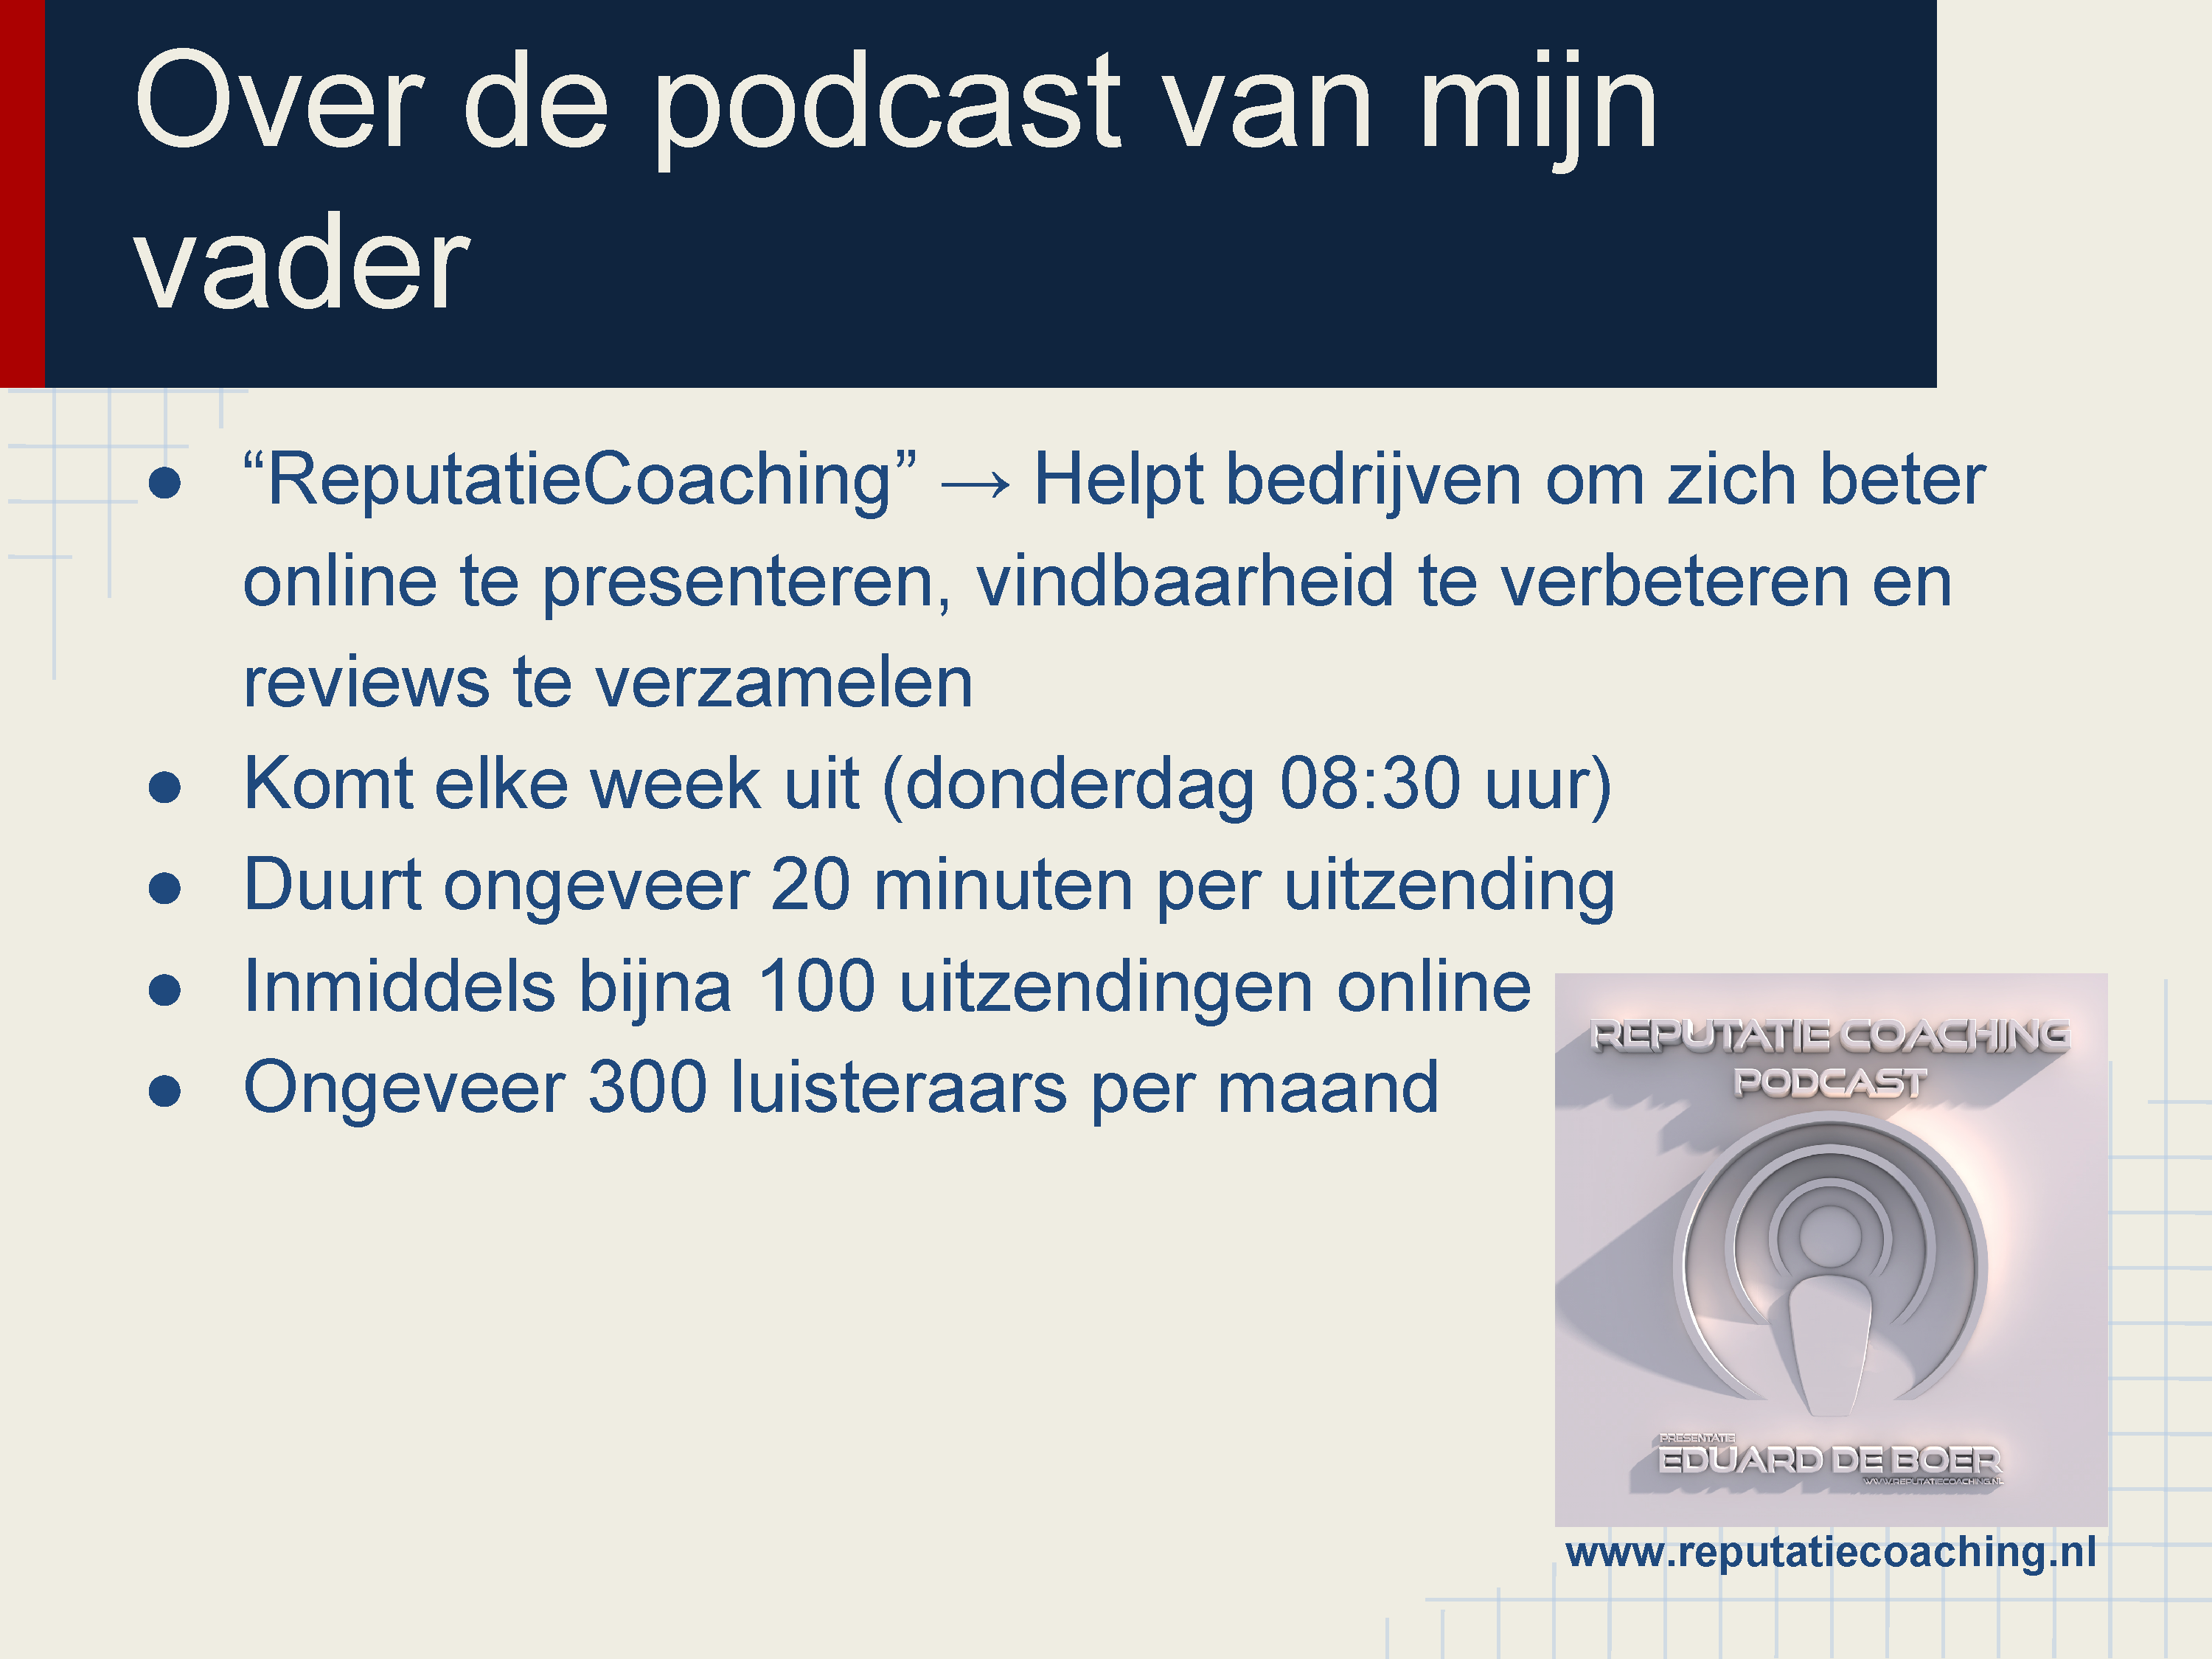 Over de podcast van mijn
vader
● “ReputatieCoaching” → Helpt bedrijven om zich beter
online te presenteren, vindbaarheid te verbeteren en
reviews te verzamelen
● Komt elke week uit (donderdag 08:30 uur)
● Duurt ongeveer 20 minuten per uitzending
● Inmiddels bijna 100 uitzendingen online
● Ongeveer 300 luisteraars per maand
REPUTATIE COACHING
PODCAST
PRESENTATIE
EDUARD DE BOER
WWW.REPUTATIECOACHING.NL
www.reputatiecoaching.nl